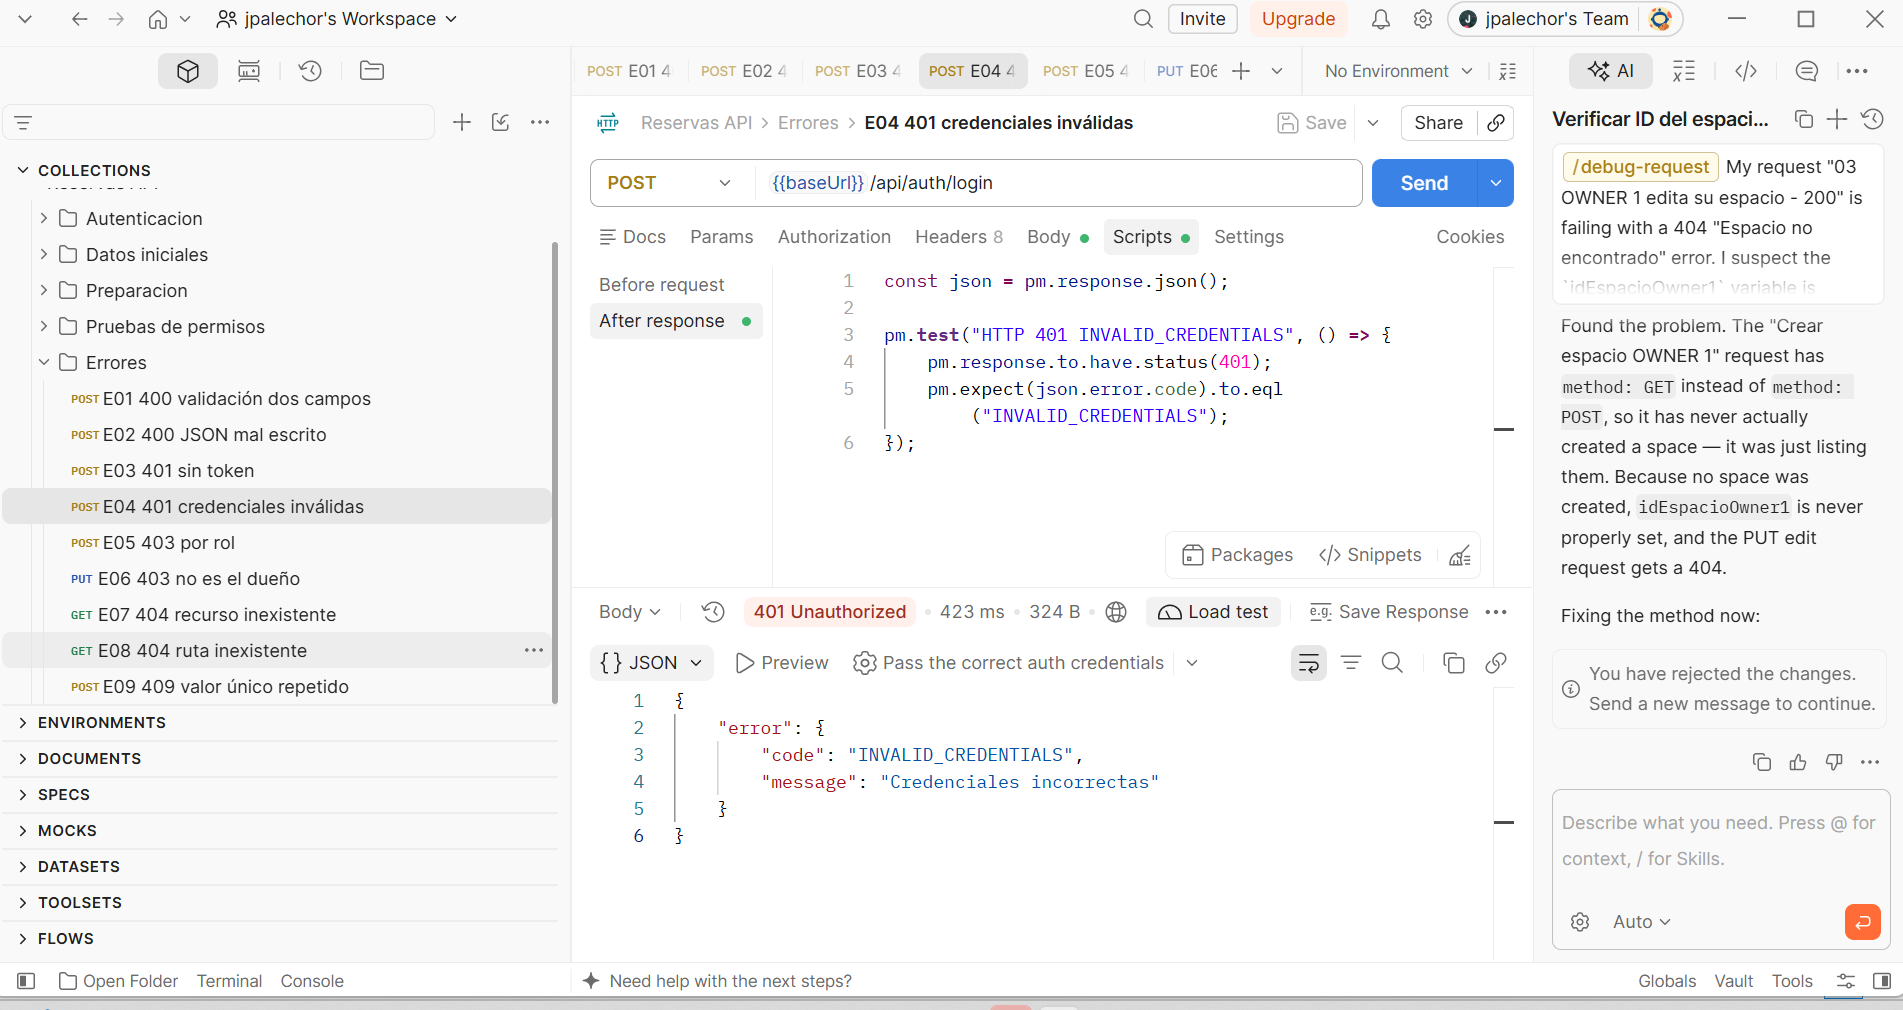 jpalechor's Workspace
Invite
Upgrade
jpalechor's Team
POST E01 4
POST E02 4
POST E03 4
POST E04 4
POST E05 4
PUT E06
No Environment
AI
Reservas API > Errores > E04 401 credenciales inválidas
Save
Share
POST
{{baseUrl}} /api/auth/login
Send
Docs
Params
Authorization
Headers 8
Body
Scripts
Settings
Cookies
Before request
After response
1 const json = pm.response.json();
2
3 pm.test("HTTP 401 INVALID_CREDENTIALS", () => {
4 pm.response.to.have.status(401);
5 pm.expect(json.error.code).to.eql
("INVALID_CREDENTIALS");
6 });
Packages
Snippets
COLLECTIONS
Autenticacion
Datos iniciales
Preparacion
Pruebas de permisos
Errores
POST E01 400 validación dos campos
POST E02 400 JSON mal escrito
POST E03 401 sin token
POST E04 401 credenciales inválidas
POST E05 403 por rol
PUT E06 403 no es el dueño
GET E07 404 recurso inexistente
GET E08 404 ruta inexistente
POST E09 409 valor único repetido
ENVIRONMENTS
DOCUMENTS
SPECS
MOCKS
DATASETS
TOOLSETS
FLOWS
Body
401 Unauthorized
423 ms
324 B
Load test
e.g. Save Response
{} JSON
Preview
Pass the correct auth credentials
1 {
2 "error": {
3 "code": "INVALID_CREDENTIALS",
4 "message": "Credenciales incorrectas"
5 }
6 }
Verificar ID del espaci...
/debug-request My request "03
OWNER 1 edita su espacio - 200" is
failing with a 404 "Espacio no
encontrado" error. I suspect the
`idEspacioOwner1` variable is
Found the problem. The "Crear
espacio OWNER 1" request has
method: GET instead of method:
POST, so it has never actually
created a space — it was just listing
them. Because no space was
created, idEspacioOwner1 is never
properly set, and the PUT edit
request gets a 404.
Fixing the method now:
You have rejected the changes.
Send a new message to continue.
Describe what you need. Press @ for
context, / for Skills.
Auto
Open Folder
Terminal
Console
Need help with the next steps?
Globals
Vault
Tools